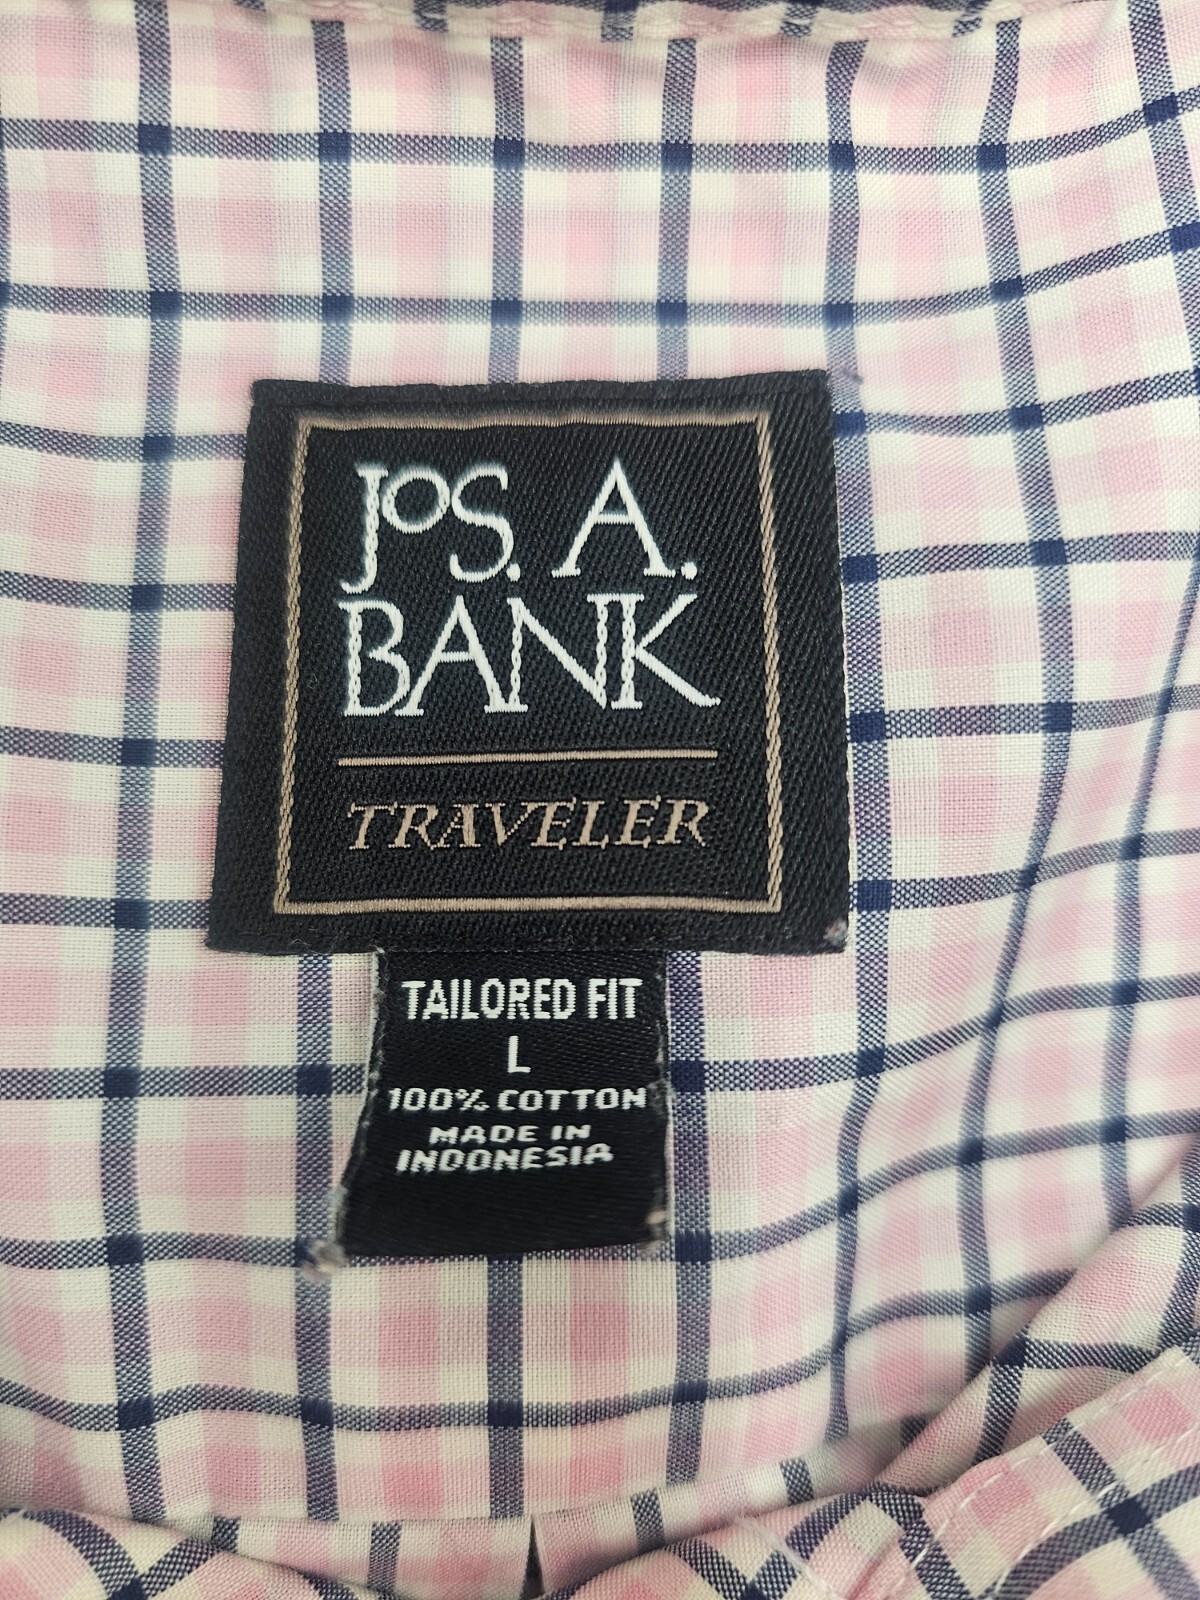 JOS. A.
BANK
TRAVELER
TAILORED FIT
L
100% COTTON
MADE IN
INDONESIA